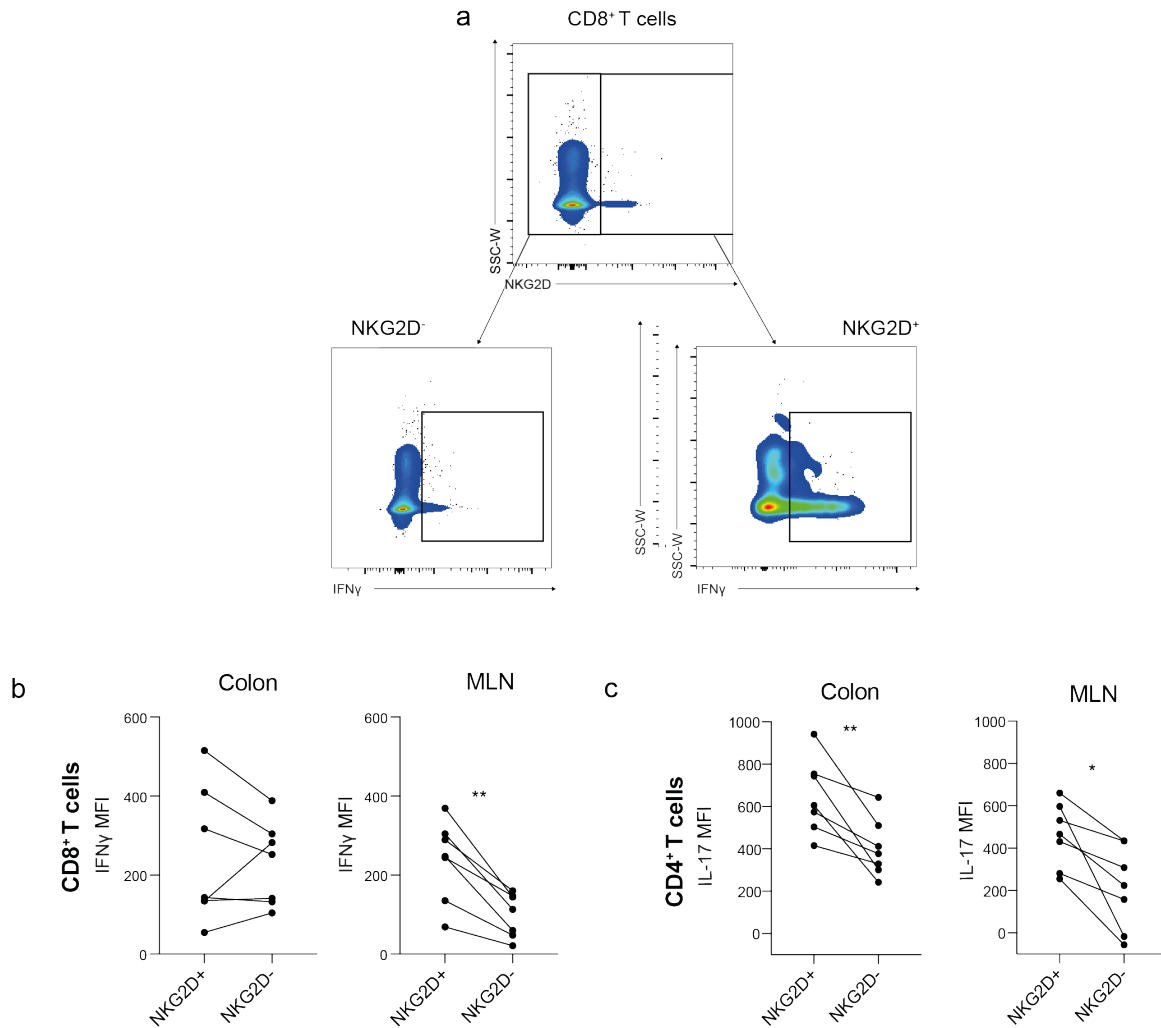 a
CD8⁺ T cells
SSC-W
NKG2D
NKG2D⁻
NKG2D⁺
IFNγ
SSC-W
SSC-W
IFNγ
b
Colon
MLN
CD8⁺ T cells
IFNγ MFI
600
400
200
0
NKG2D+
NKG2D-
IFNγ MFI
600
400
200
0
**
NKG2D+
NKG2D-
c
Colon
MLN
CD4⁺ T cells
IL-17 MFI
1000
800
600
400
200
0
**
NKG2D+
NKG2D-
IL-17 MFI
1000
800
600
400
200
0
*
NKG2D+
NKG2D-